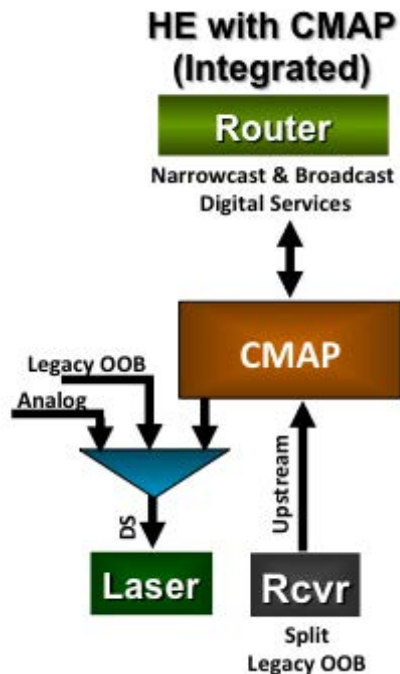 HE with CMAP
(Integrated)
Router
Narrowcast & Broadcast
Digital Services
CMAP
Legacy OOB
Analog
Upstream
DS
Laser
Rcvr
Split
Legacy OOB